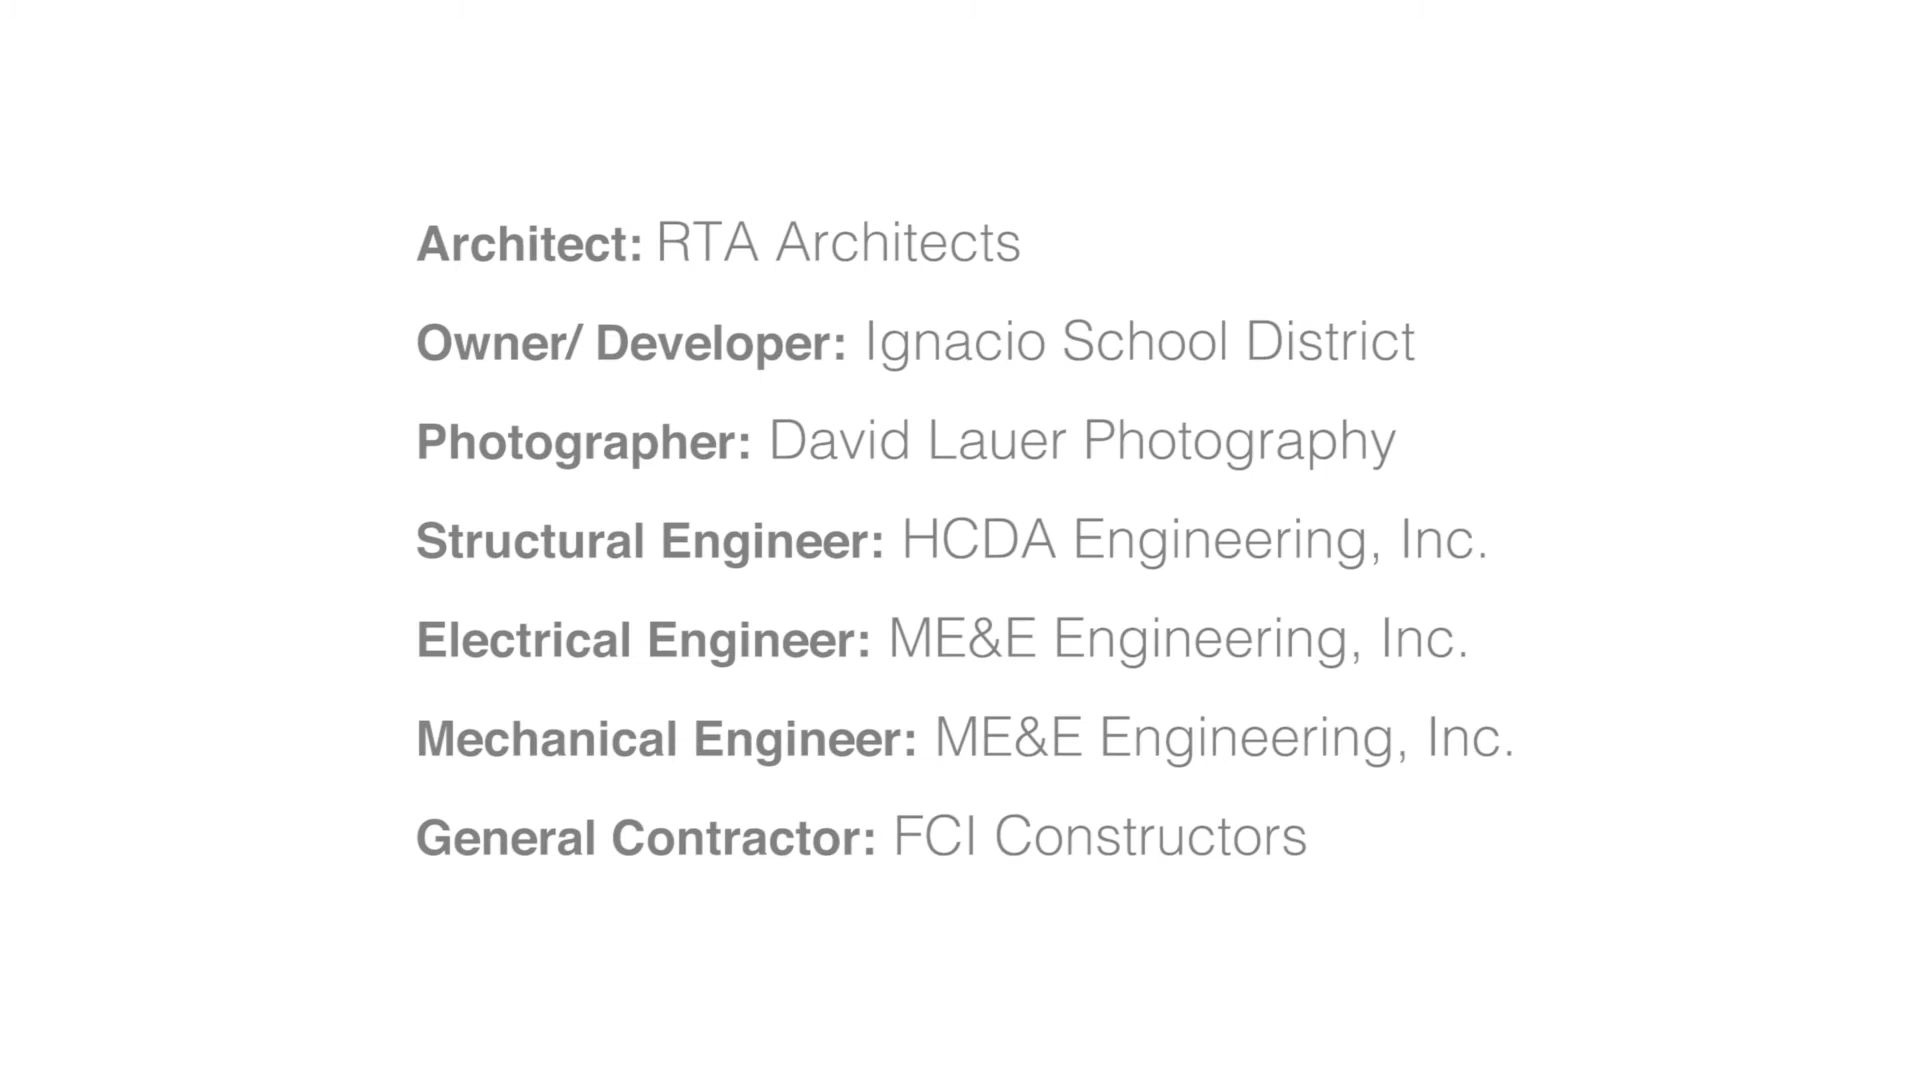 Architect: RTA Architects
Owner/ Developer: Ignacio School District
Photographer: David Lauer Photography
Structural Engineer: HCDA Engineering, Inc.
Electrical Engineer: ME&E Engineering, Inc.
Mechanical Engineer: ME&E Engineering, Inc.
General Contractor: FCI Constructors